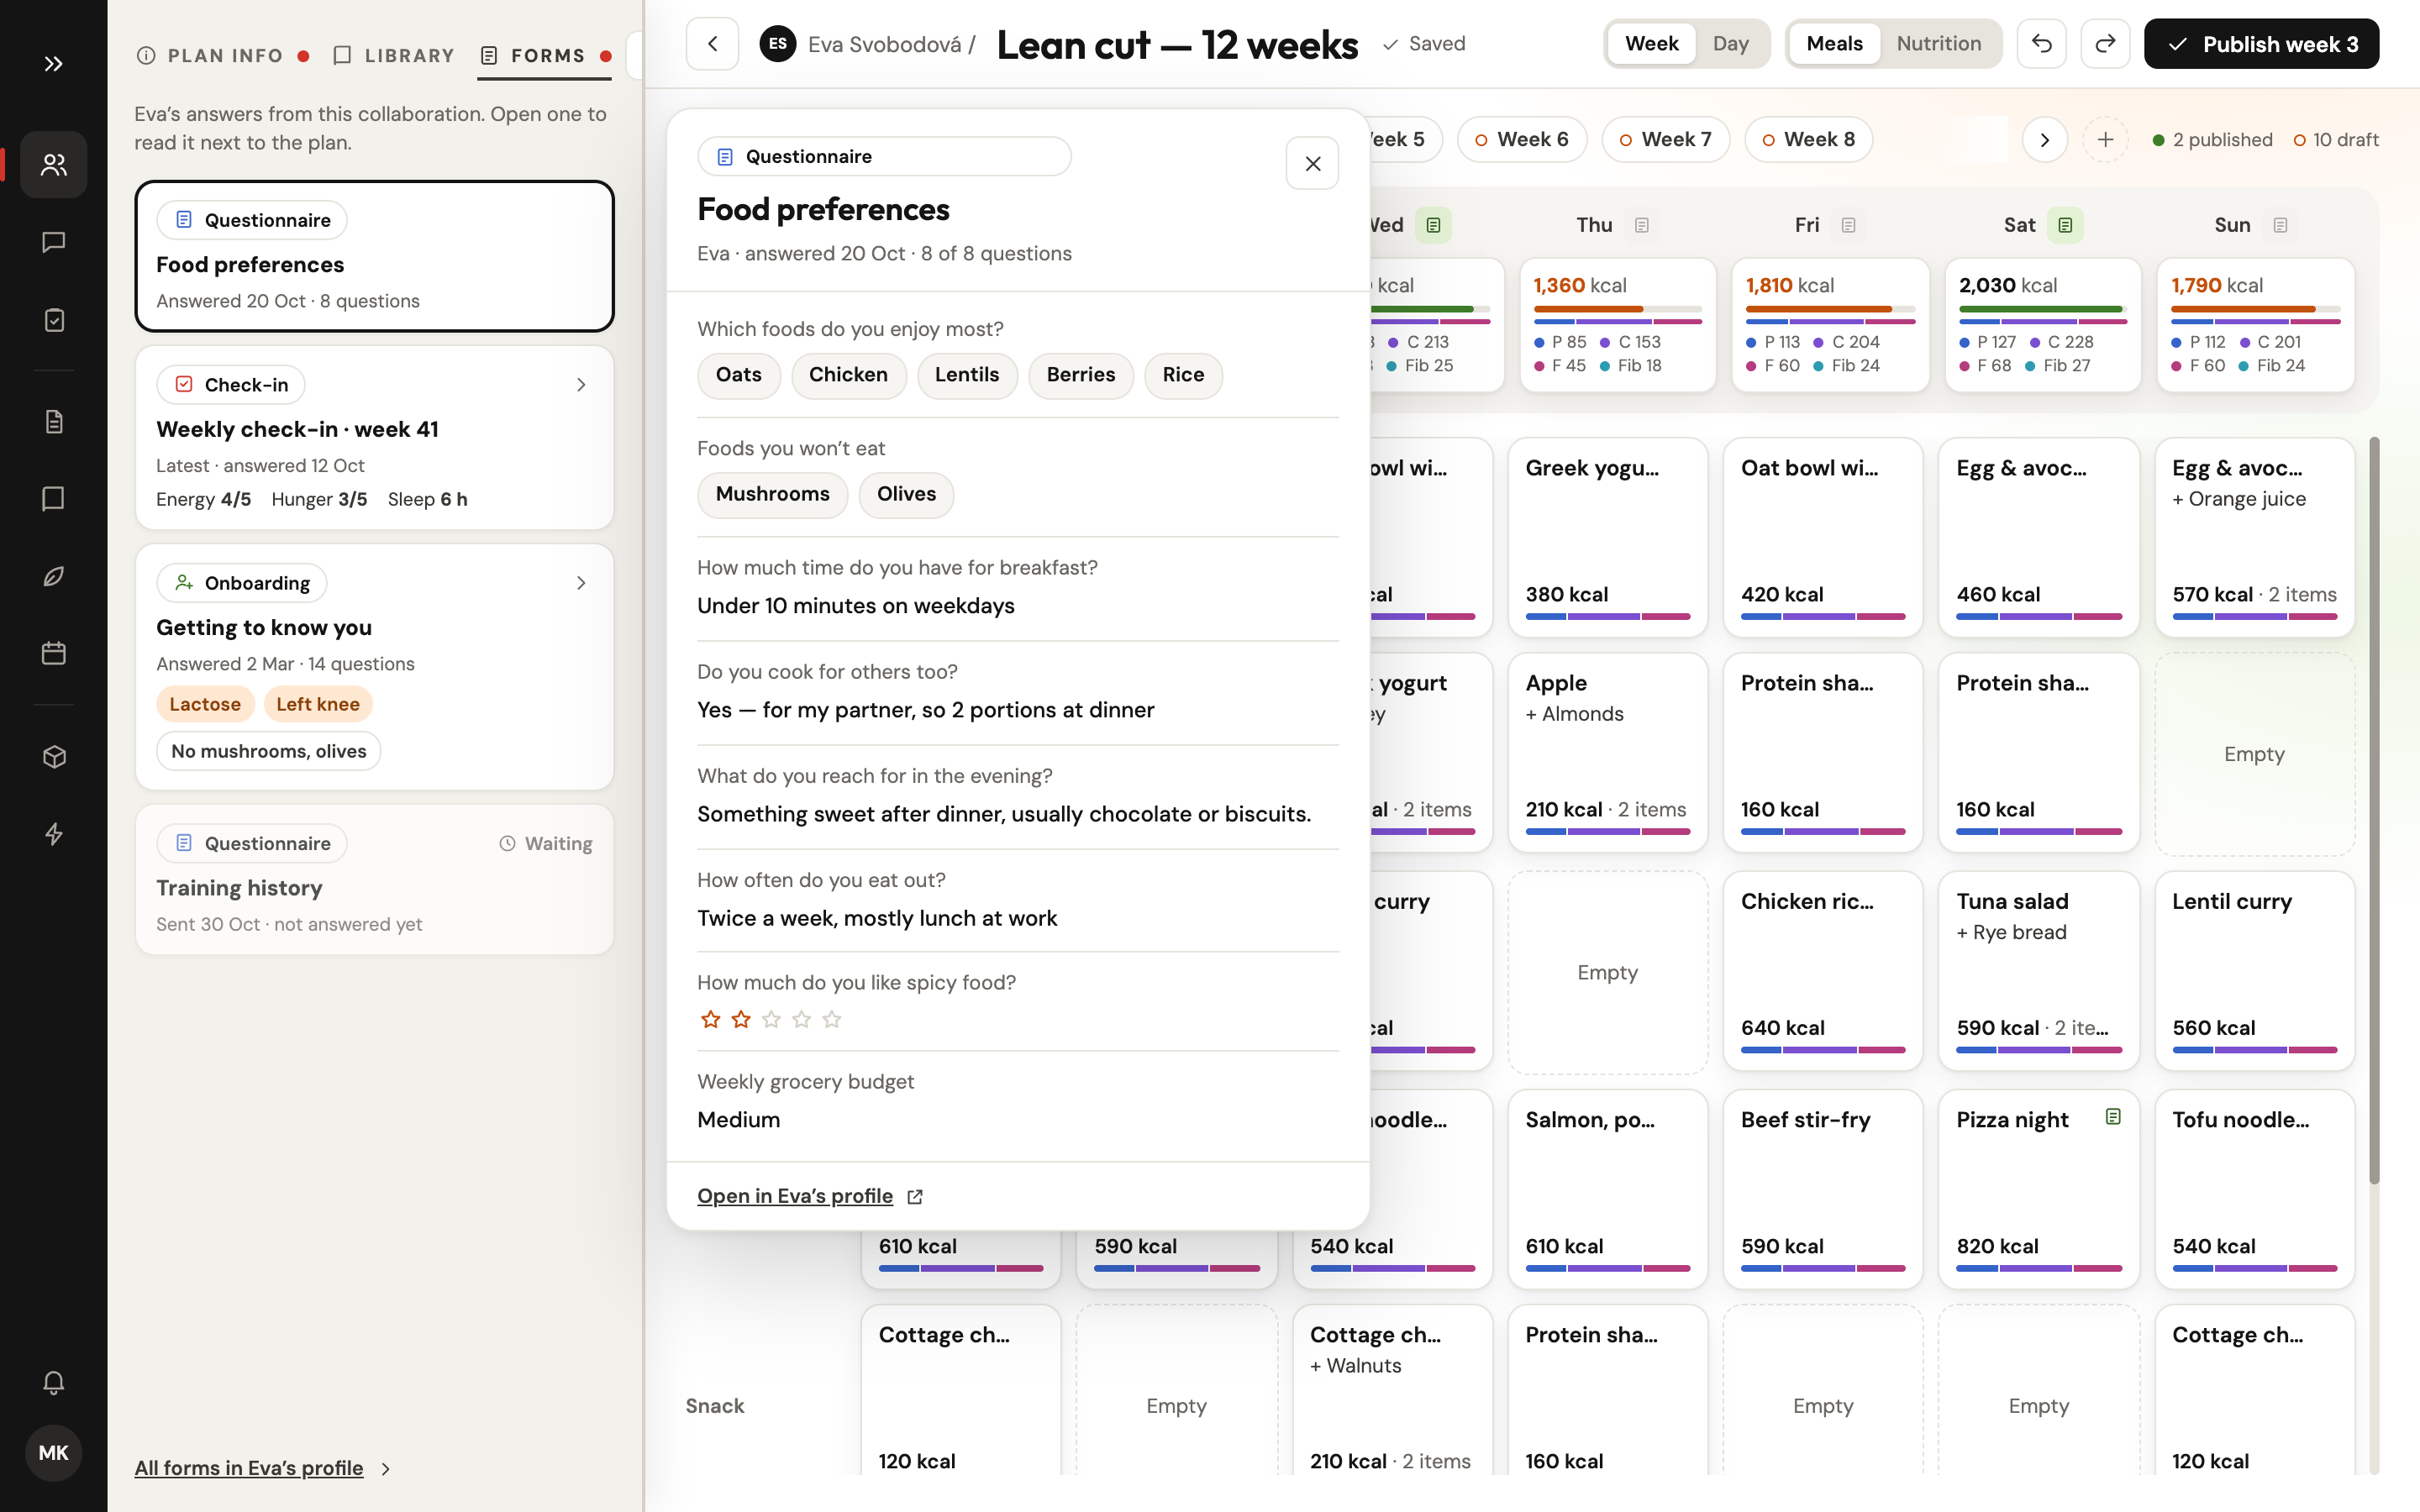 PLAN INFO
LIBRARY
FORMS
Eva’s answers from this collaboration. Open one to
read it next to the plan.
Questionnaire
Food preferences
Answered 20 Oct · 8 questions
Check-in
Weekly check-in · week 41
Latest · answered 12 Oct
Energy 4/5 Hunger 3/5 Sleep 6 h
Onboarding
Getting to know you
Answered 2 Mar · 14 questions
Lactose
Left knee
No mushrooms, olives
Questionnaire
Waiting
Training history
Sent 30 Oct · not answered yet
All forms in Eva’s profile
MK
ES
Eva Svobodová /
Lean cut — 12 weeks
Saved
Week
Day
Meals
Nutrition
Publish week 3
Questionnaire
Food preferences
Eva · answered 20 Oct · 8 of 8 questions
Which foods do you enjoy most?
Oats
Chicken
Lentils
Berries
Rice
Foods you won’t eat
Mushrooms
Olives
How much time do you have for breakfast?
Under 10 minutes on weekdays
Do you cook for others too?
Yes — for my partner, so 2 portions at dinner
What do you reach for in the evening?
Something sweet after dinner, usually chocolate or biscuits.
How often do you eat out?
Twice a week, mostly lunch at work
How much do you like spicy food?
Weekly grocery budget
Medium
Open in Eva’s profile
5
Week 6
Week 7
Week 8
2 published
10 draft
Thu
Fri
Sat
Sun
kcal
C 213
Fib 25
1,360 kcal
P 85 C 153
F 45 Fib 18
1,810 kcal
P 113 C 204
F 60 Fib 24
2,030 kcal
P 127 C 228
F 68 Fib 27
1,790 kcal
P 112 C 201
F 60 Fib 24
wi...
Greek yogu...
380 kcal
Oat bowl wi...
420 kcal
Egg & avoc...
460 kcal
Egg & avoc...
+ Orange juice
570 kcal · 2 items
yogurt
· 2 items
Apple
+ Almonds
210 kcal · 2 items
Protein sha...
160 kcal
Protein sha...
160 kcal
Empty
curry
Empty
Chicken ric...
640 kcal
Tuna salad
+ Rye bread
590 kcal · 2 ite...
Lentil curry
560 kcal
610 kcal
590 kcal
540 kcal
Salmon, po...
610 kcal
Beef stir-fry
590 kcal
Pizza night
820 kcal
Tofu noodle...
540 kcal
Snack
Cottage ch...
120 kcal
Empty
Cottage ch...
+ Walnuts
210 kcal · 2 items
Protein sha...
160 kcal
Empty
Empty
Cottage ch...
120 kcal